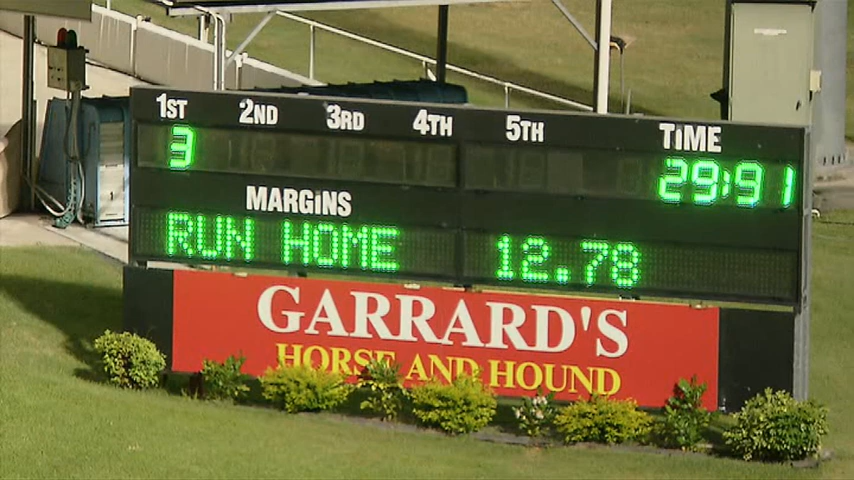 1ST 2ND 3RD 4TH 5TH TIME
3 29:91
MARGINS
RUN HOME 12.78
GARRARD'S
HORSE AND HOUND